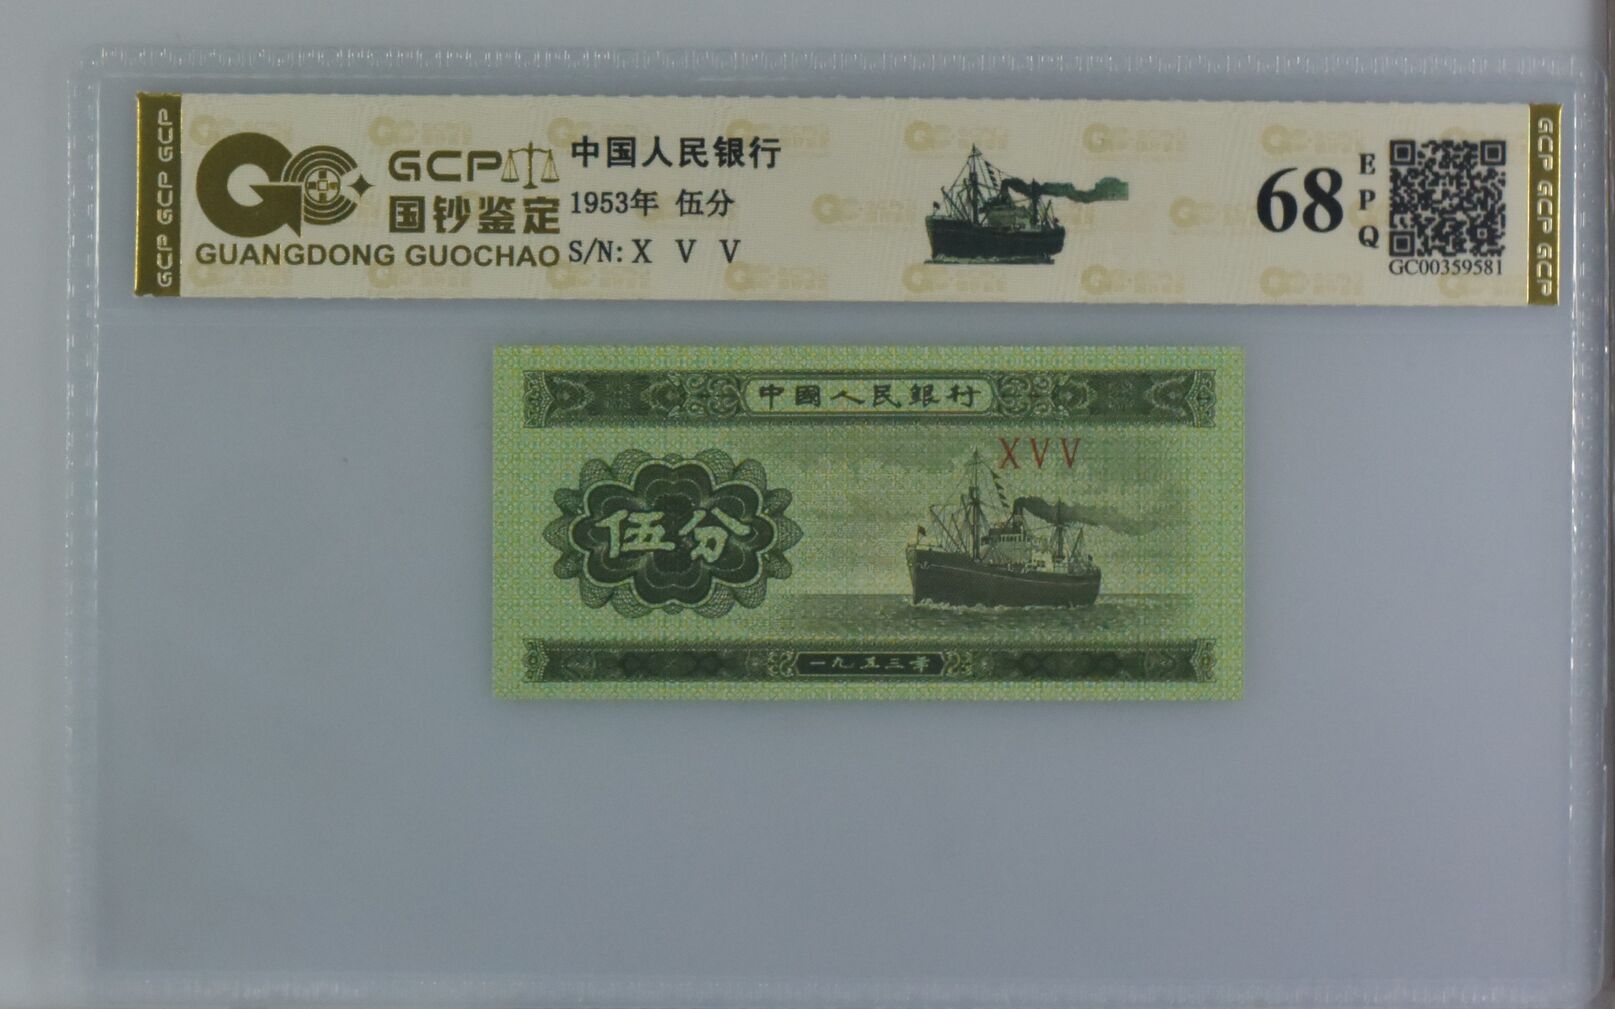 GCP GCP GCP
GCP
国钞鉴定
GUANGDONG GUOCHAO
中国人民银行
1953年 伍分
S/N: X V V
68
EPQ
GC00359581
GCP GCP GCP
中國人民銀行
XVV
伍分
一九五三年